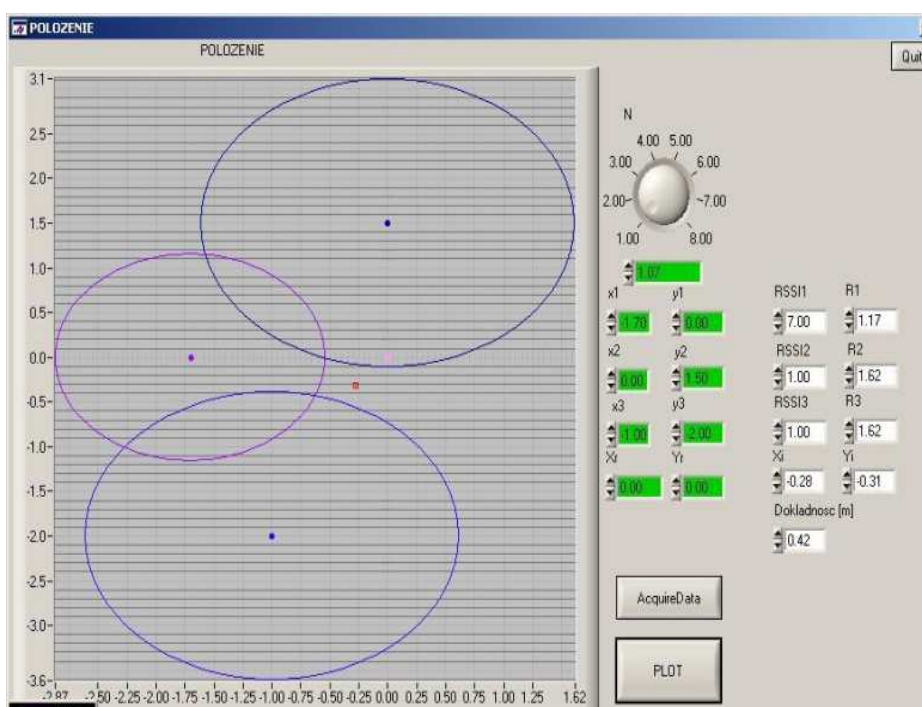 POLOZENIE
POLOZENIE
Quit
3.1
2.5
2.0
1.5
1.0
0.5
0.0
-0.5
-1.0
-1.5
-2.0
-2.5
-3.0
-3.6
-2.50 -2.25 -2.00 -1.75 -1.50 -1.25 -1.00 -0.75 -0.50 -0.25 0.00 0.25 0.50 0.75 1.00 1.25 1.62
N
4.00 5.00
3.00 6.00
2.00 7.00
1.00 8.00
1.07
x1 y1
-1.70 0.00
x2 y2
0.00 1.50
x3 y3
-1.00 -2.00
Xr Yr
0.00 0.00
RSSI1 R1
7.00 1.17
RSSI2 R2
1.00 1.62
RSSI3 R3
1.00 1.62
Xi Yi
-0.28 -0.31
Dokladnosc [m]
0.42
AcquireData
PLOT